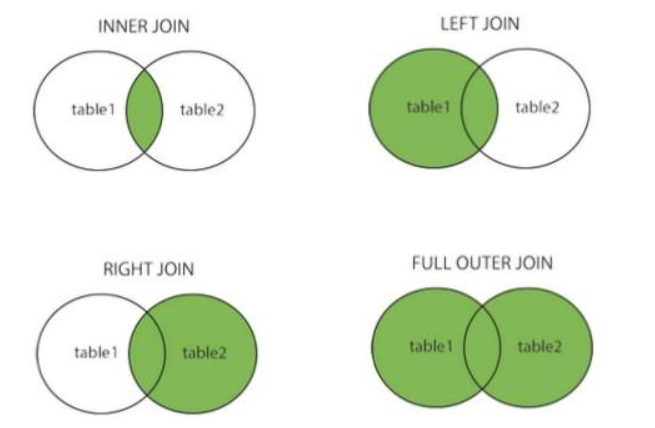 INNER JOIN
table1
table2
LEFT JOIN
table1
table2
RIGHT JOIN
table1
table2
FULL OUTER JOIN
table1
table2